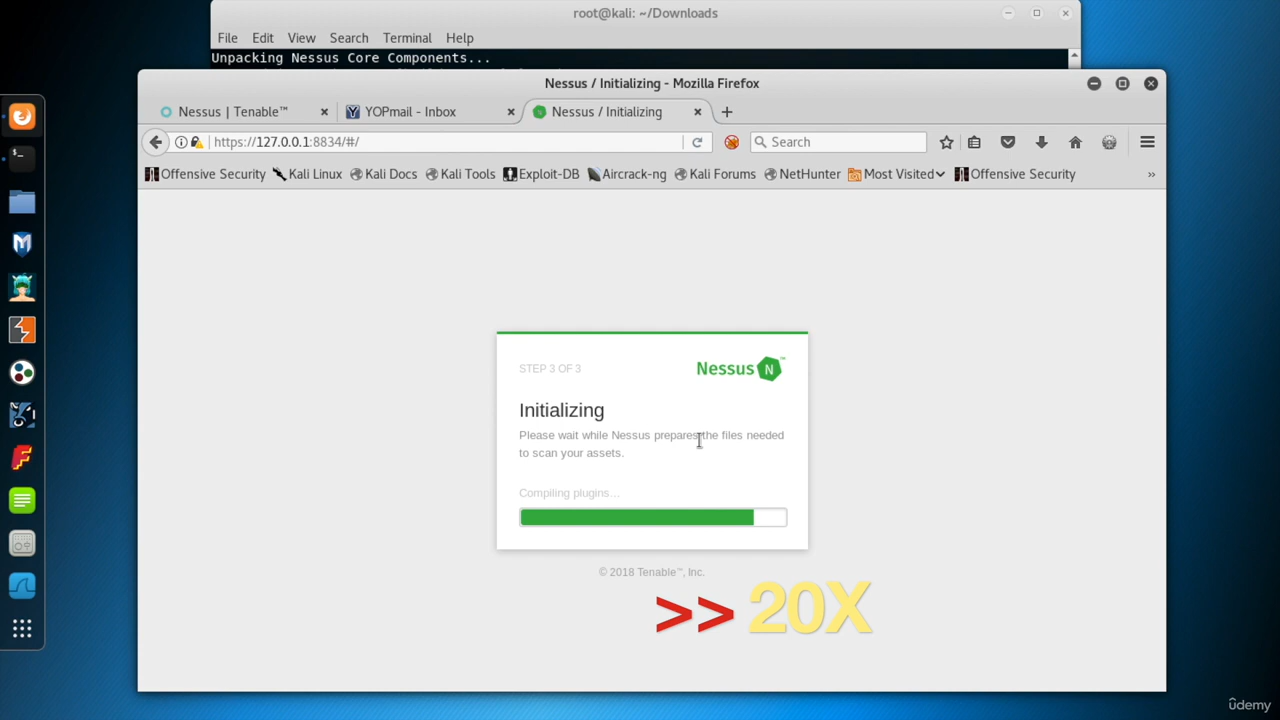 root@kali: ~/Downloads
File Edit View Search Terminal Help
Unpacking Nessus Core Components...
Nessus / Initializing - Mozilla Firefox
Nessus | Tenable™
YOPmail - Inbox
Nessus / Initializing
https://127.0.0.1:8834/#/
Search
Offensive Security Kali Linux Kali Docs Kali Tools Exploit-DB Aircrack-ng Kali Forums NetHunter Most Visited Offensive Security »
STEP 3 OF 3
Nessus N™
Initializing
Please wait while Nessus prepares the files needed
to scan your assets.
Compiling plugins...
© 2018 Tenable™, Inc.
>> 20X
ûdemy